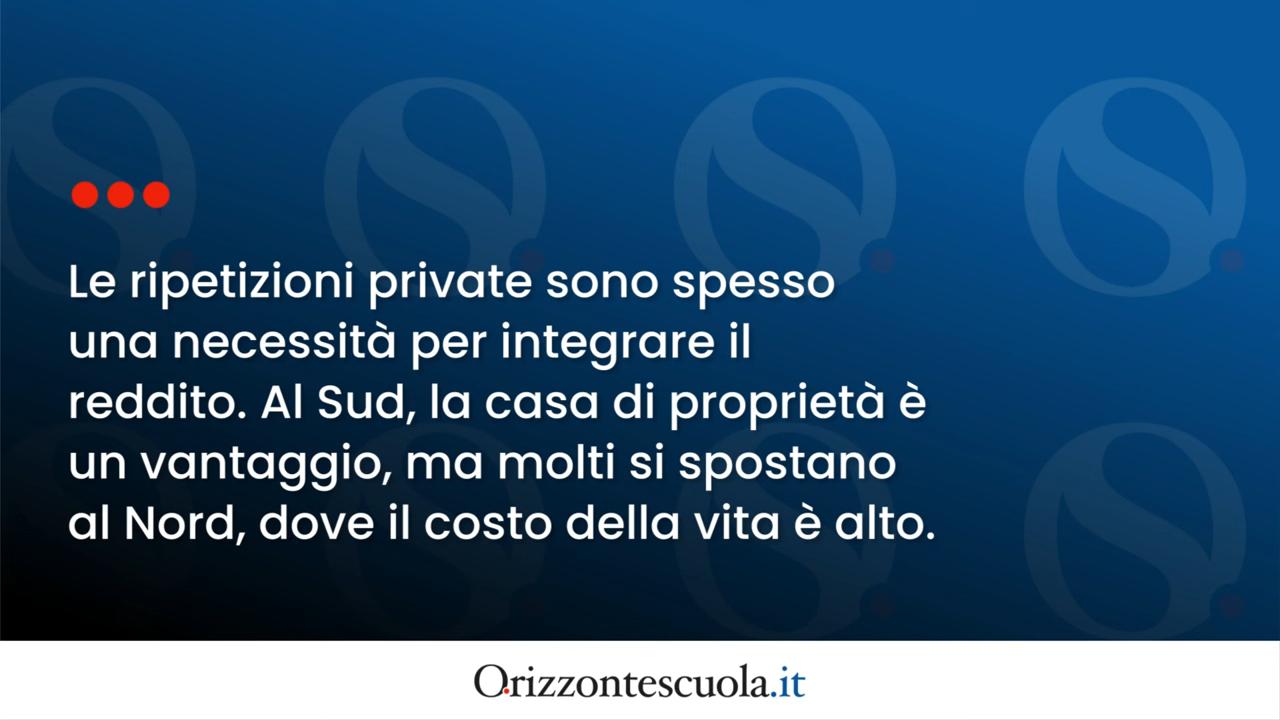 Le ripetizioni private sono spesso
una necessità per integrare il
reddito. Al Sud, la casa di proprietà è
un vantaggio, ma molti si spostano
al Nord, dove il costo della vita è alto.
Orizzontescuola.it